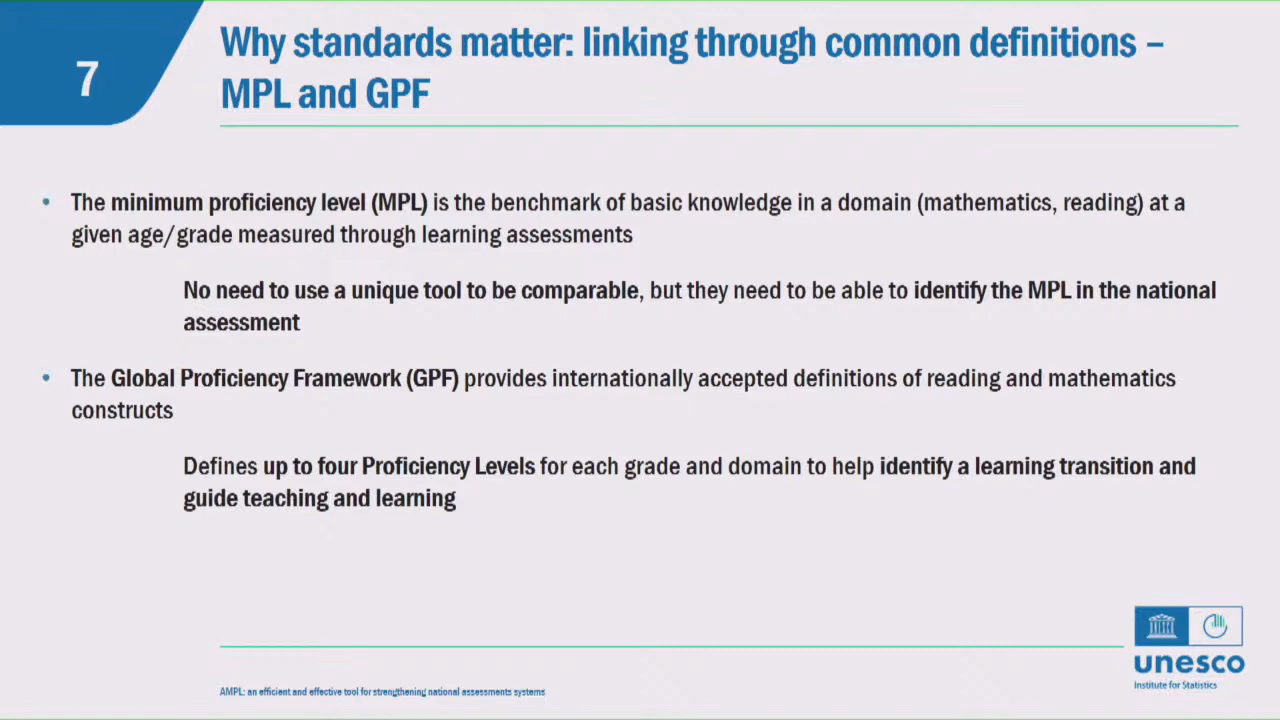 7
Why standards matter: linking through common definitions –
MPL and GPF
• The minimum proficiency level (MPL) is the benchmark of basic knowledge in a domain (mathematics, reading) at a
given age/grade measured through learning assessments
No need to use a unique tool to be comparable, but they need to be able to identify the MPL in the national
assessment
• The Global Proficiency Framework (GPF) provides internationally accepted definitions of reading and mathematics
constructs
Defines up to four Proficiency Levels for each grade and domain to help identify a learning transition and
guide teaching and learning
unesco
Institute for Statistics
AMPL: an efficient and effective tool for strengthening national assessments systems